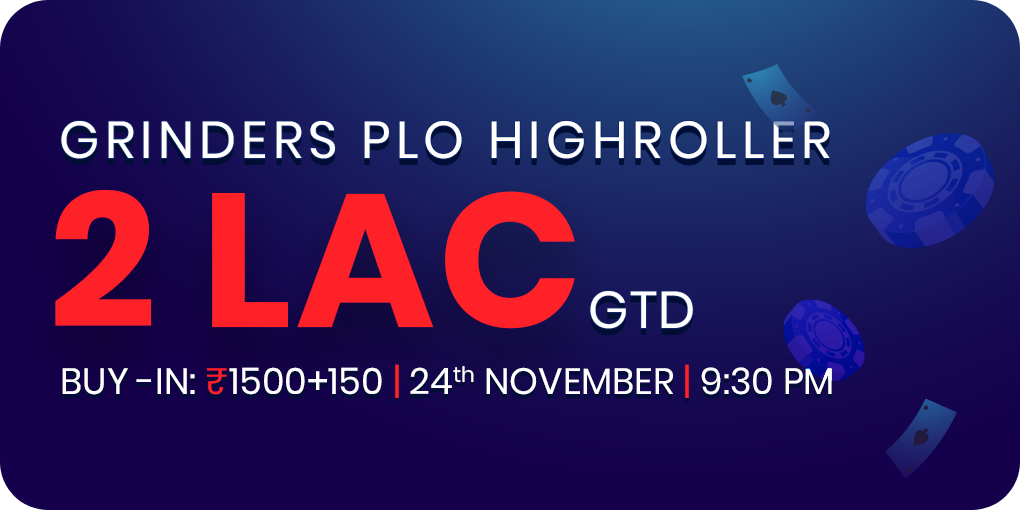 GRINDERS PLO HIGHROLLER
2 LAC GTD
BUY -IN: ₹1500+150 | 24th NOVEMBER | 9:30 PM